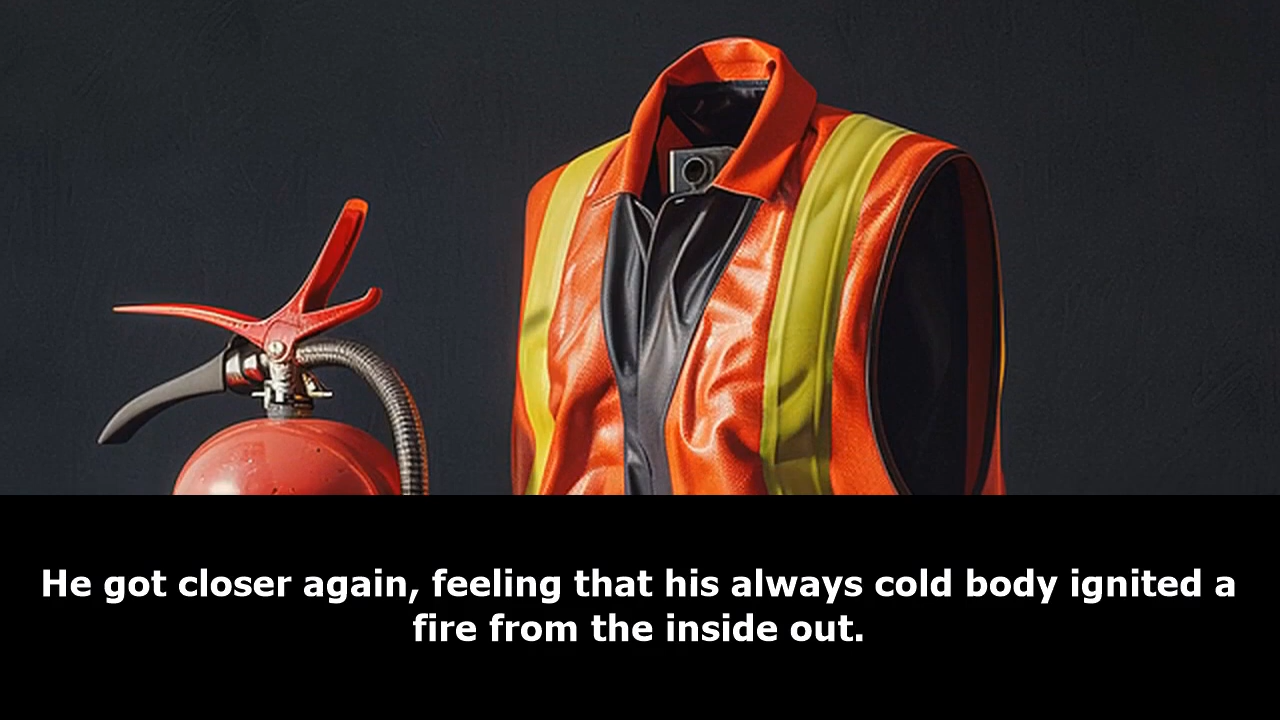 He got closer again, feeling that his always cold body ignited a
fire from the inside out.